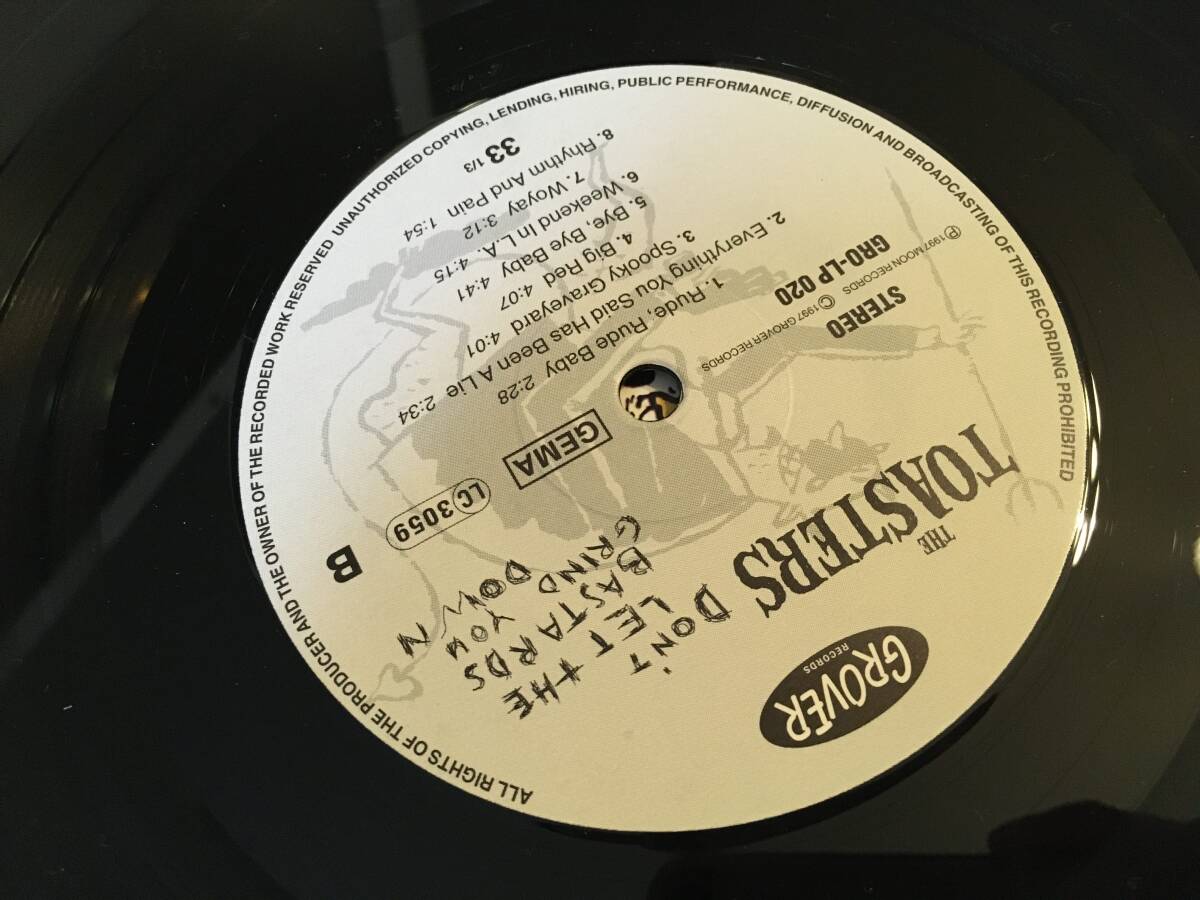 GROVER
RECORDS
THE
TOASTERS
DON'T
LET THE
BASTARDS
GRIND YOU
DOWN
STEREO
GRO-LP 020
℗1997 MOON RECORDS ©1997 GROVER RECORDS
GEMA
LC 3059
B
1. Rude, Rude Baby 2:28
2. Everything You Said Has Been A Lie 2:34
3. Spooky Graveyard 4:01
4. Big Red 4:07
5. Bye, Bye Baby 4:41
6. Weekend In L.A. 4:15
7. Woyay 3:12
8. Rhythm And Pain 1:54
33 1/3
ALL RIGHTS OF THE PRODUCER AND THE OWNER OF THE RECORDED WORK RESERVED UNAUTHORIZED COPYING, LENDING, HIRING, PUBLIC PERFORMANCE, DIFFUSION AND BROADCASTING OF THIS RECORDING PROHIBITED